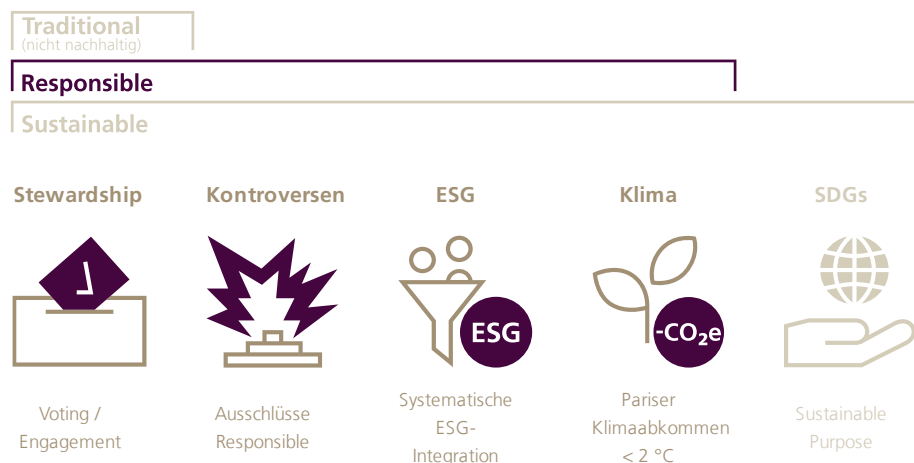 Traditional
(nicht nachhaltig)
Responsible
Sustainable
Stewardship
Kontroversen
ESG
Klima
SDGs
ESG
-CO₂e
Voting /
Engagement
Ausschlüsse
Responsible
Systematische
ESG-
Integration
Pariser
Klimaabkommen
< 2 °C
Sustainable
Purpose